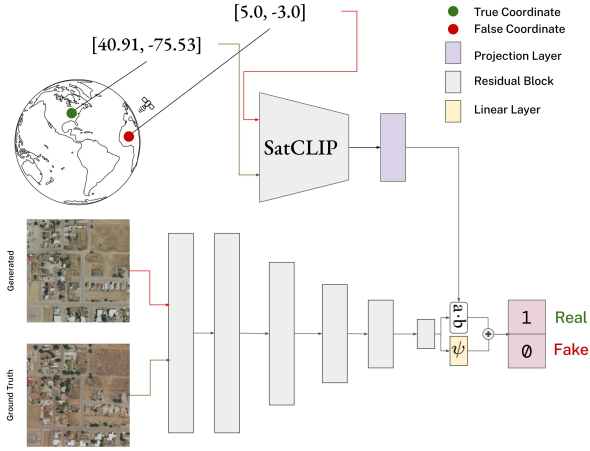 [5.0, -3.0]
[40.91, -75.53]
True Coordinate
False Coordinate
Projection Layer
Residual Block
Linear Layer
SatCLIP
Generated
Ground Truth
a·b
ψ
+
1
Real
0
Fake